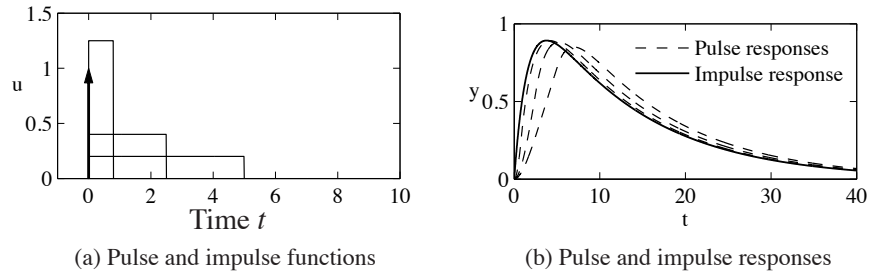 1.5
1
0.5
0
u
0 2 4 6 8 10
Time t
(a) Pulse and impulse functions
1
0.5
0
y
Pulse responses
Impulse response
0 10 20 30 40
t
(b) Pulse and impulse responses